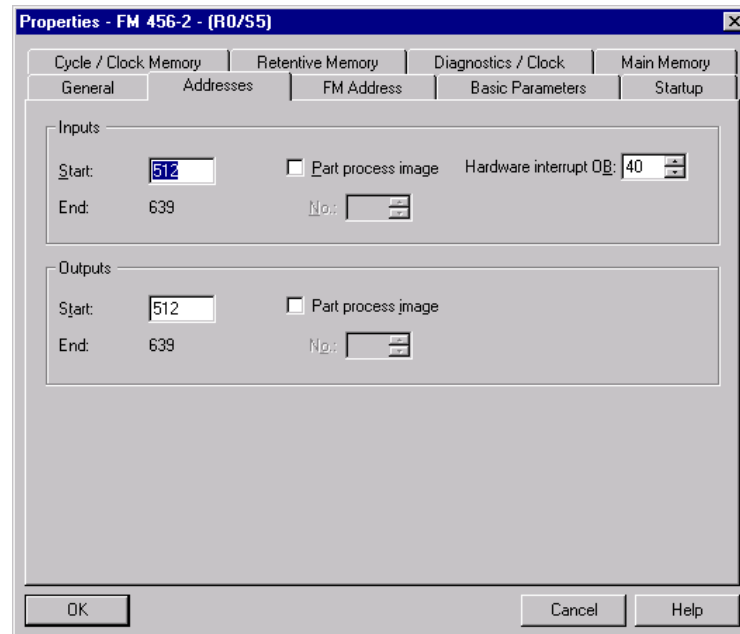 Properties - FM 456-2 - (R0/S5)
Cycle / Clock Memory Retentive Memory Diagnostics / Clock Main Memory
General Addresses FM Address Basic Parameters Startup
Inputs
Start: 512 Part process image Hardware interrupt OB: 40
End: 639 No.:
Outputs
Start: 512 Part process image
End: 639 No.:
OK Cancel Help